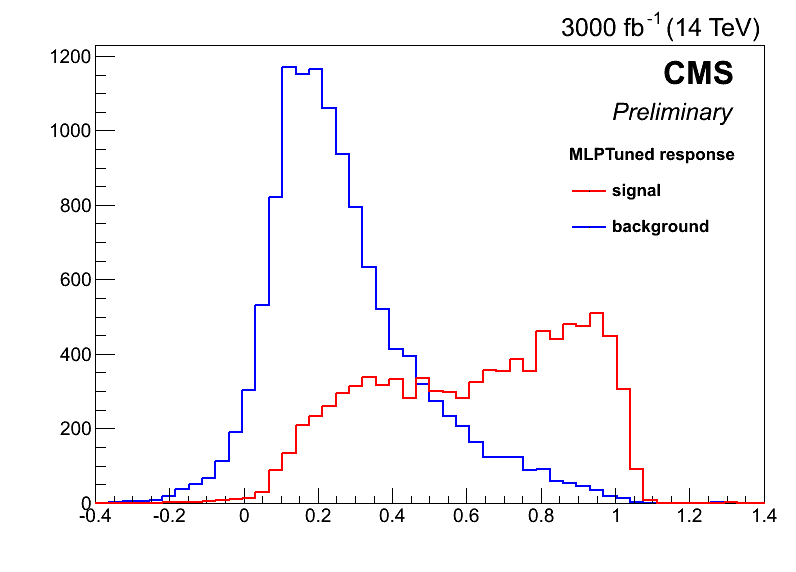 3000 fb-1 (14 TeV)
CMS
Preliminary
MLPTuned response
signal
background
1200
1000
800
600
400
200
0
-0.4 -0.2 0 0.2 0.4 0.6 0.8 1 1.2 1.4